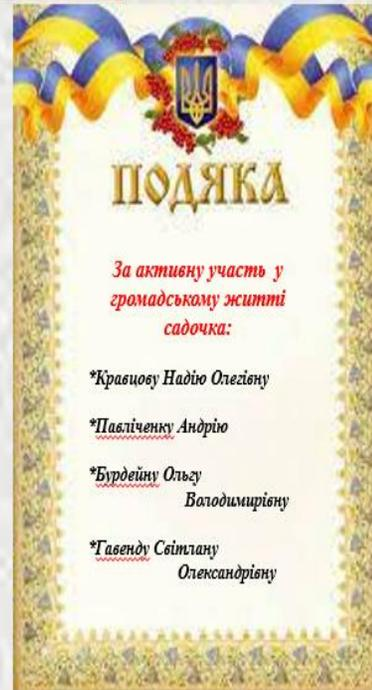 ПОДЯКА
За активну участь у
громадському житті
садочка:
*Кравцову Надію Олегівну
*Павліченку Андрію
*Бурдейну Ольгу
Володимирівну
*Гавенду Світлану
Олександрівну